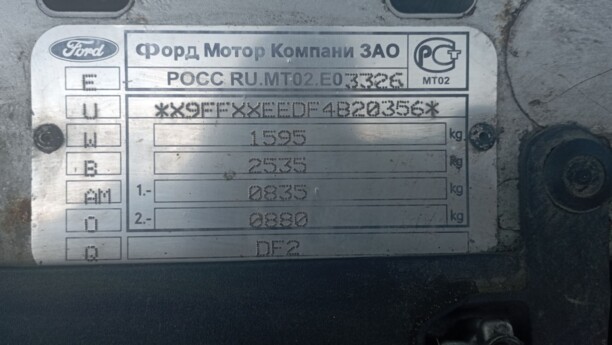 Ford Форд Мотор Компани ЗАО
E РОСС RU.MT02.E03326 МТ02
U *X9FFXXEEDF4B20356*
W 1595 kg
B 2535 kg
AM 1.- 0835 kg
O 2.- 0880 kg
Q DF2